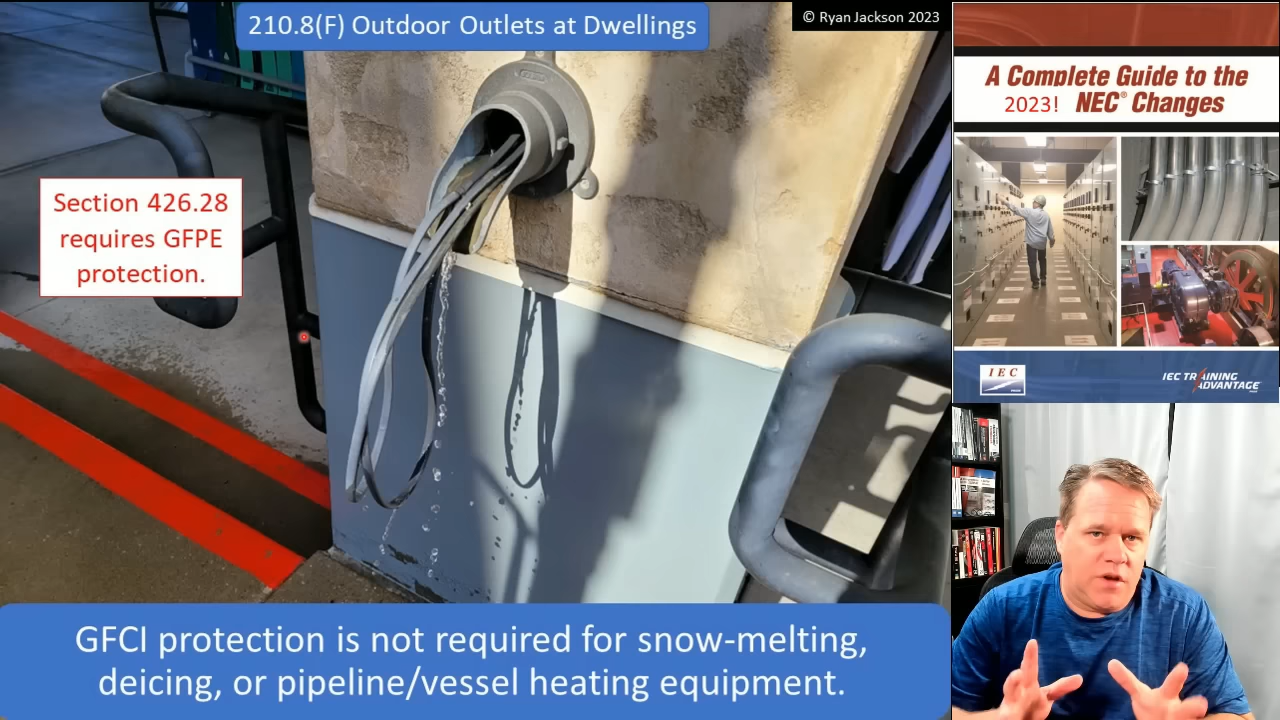 210.8(F) Outdoor Outlets at Dwellings
© Ryan Jackson 2023
Section 426.28
requires GFPE
protection.
GFCI protection is not required for snow-melting,
deicing, or pipeline/vessel heating equipment.
A Complete Guide to the
2023! NEC® Changes
IEC
IEC TRAINING
ADVANTAGE